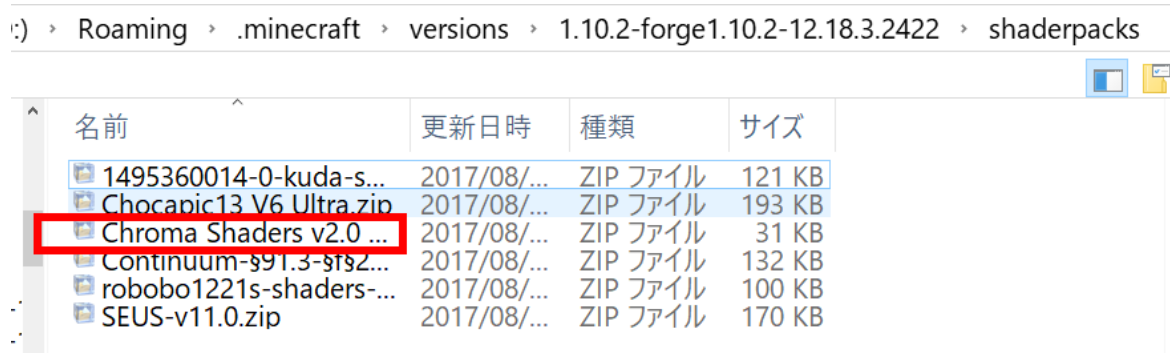 :) › Roaming › .minecraft › versions › 1.10.2-forge1.10.2-12.18.3.2422 › shaderpacks
名前 更新日時 種類 サイズ
1495360014-0-kuda-s... 2017/08/... ZIP ファイル 121 KB
Chocapic13 V6 Ultra.zip 2017/08/... ZIP ファイル 193 KB
Chroma Shaders v2.0 ... 2017/08/... ZIP ファイル 31 KB
Continuum-§91.3-§f§2... 2017/08/... ZIP ファイル 132 KB
robobo1221s-shaders-... 2017/08/... ZIP ファイル 100 KB
SEUS-v11.0.zip 2017/08/... ZIP ファイル 170 KB